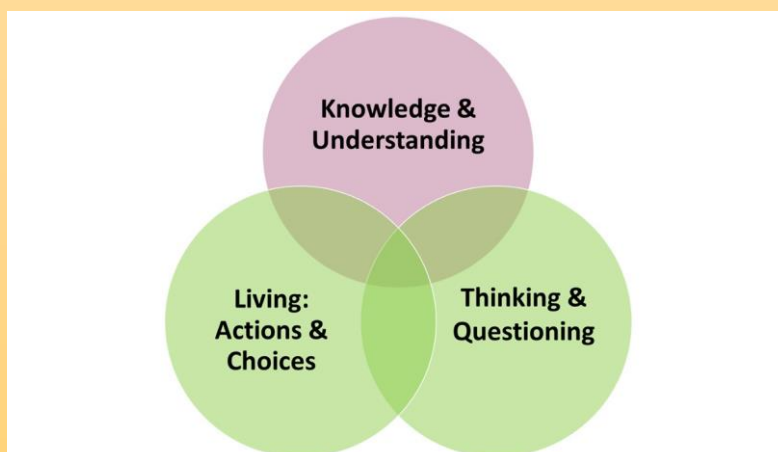 Knowledge &
Understanding
Living:
Actions &
Choices
Thinking &
Questioning